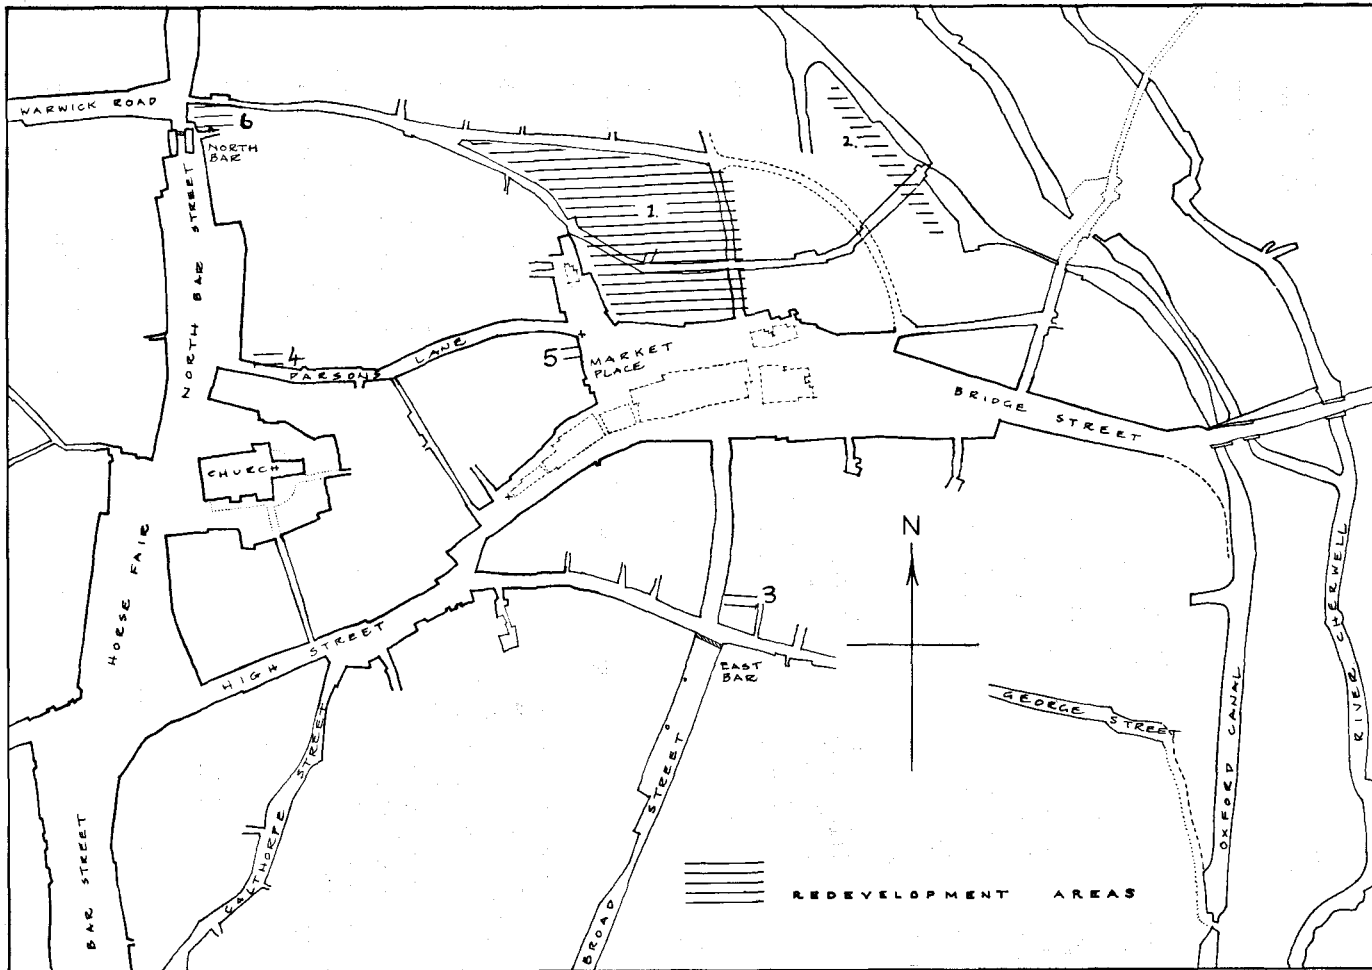 WARWICK ROAD
6
NORTH
BAR
NORTH BAR STREET
1.
2.
4
PARSONS LANE
5
MARKET
PLACE
BRIDGE STREET
CHURCH
HORSE FAIR
HIGH STREET
N
3
EAST
BAR
GEORGE STREET
OXFORD CANAL
RIVER CHERWELL
CALTHORPE STREET
BROAD STREET
BAR STREET
REDEVELOPMENT AREAS